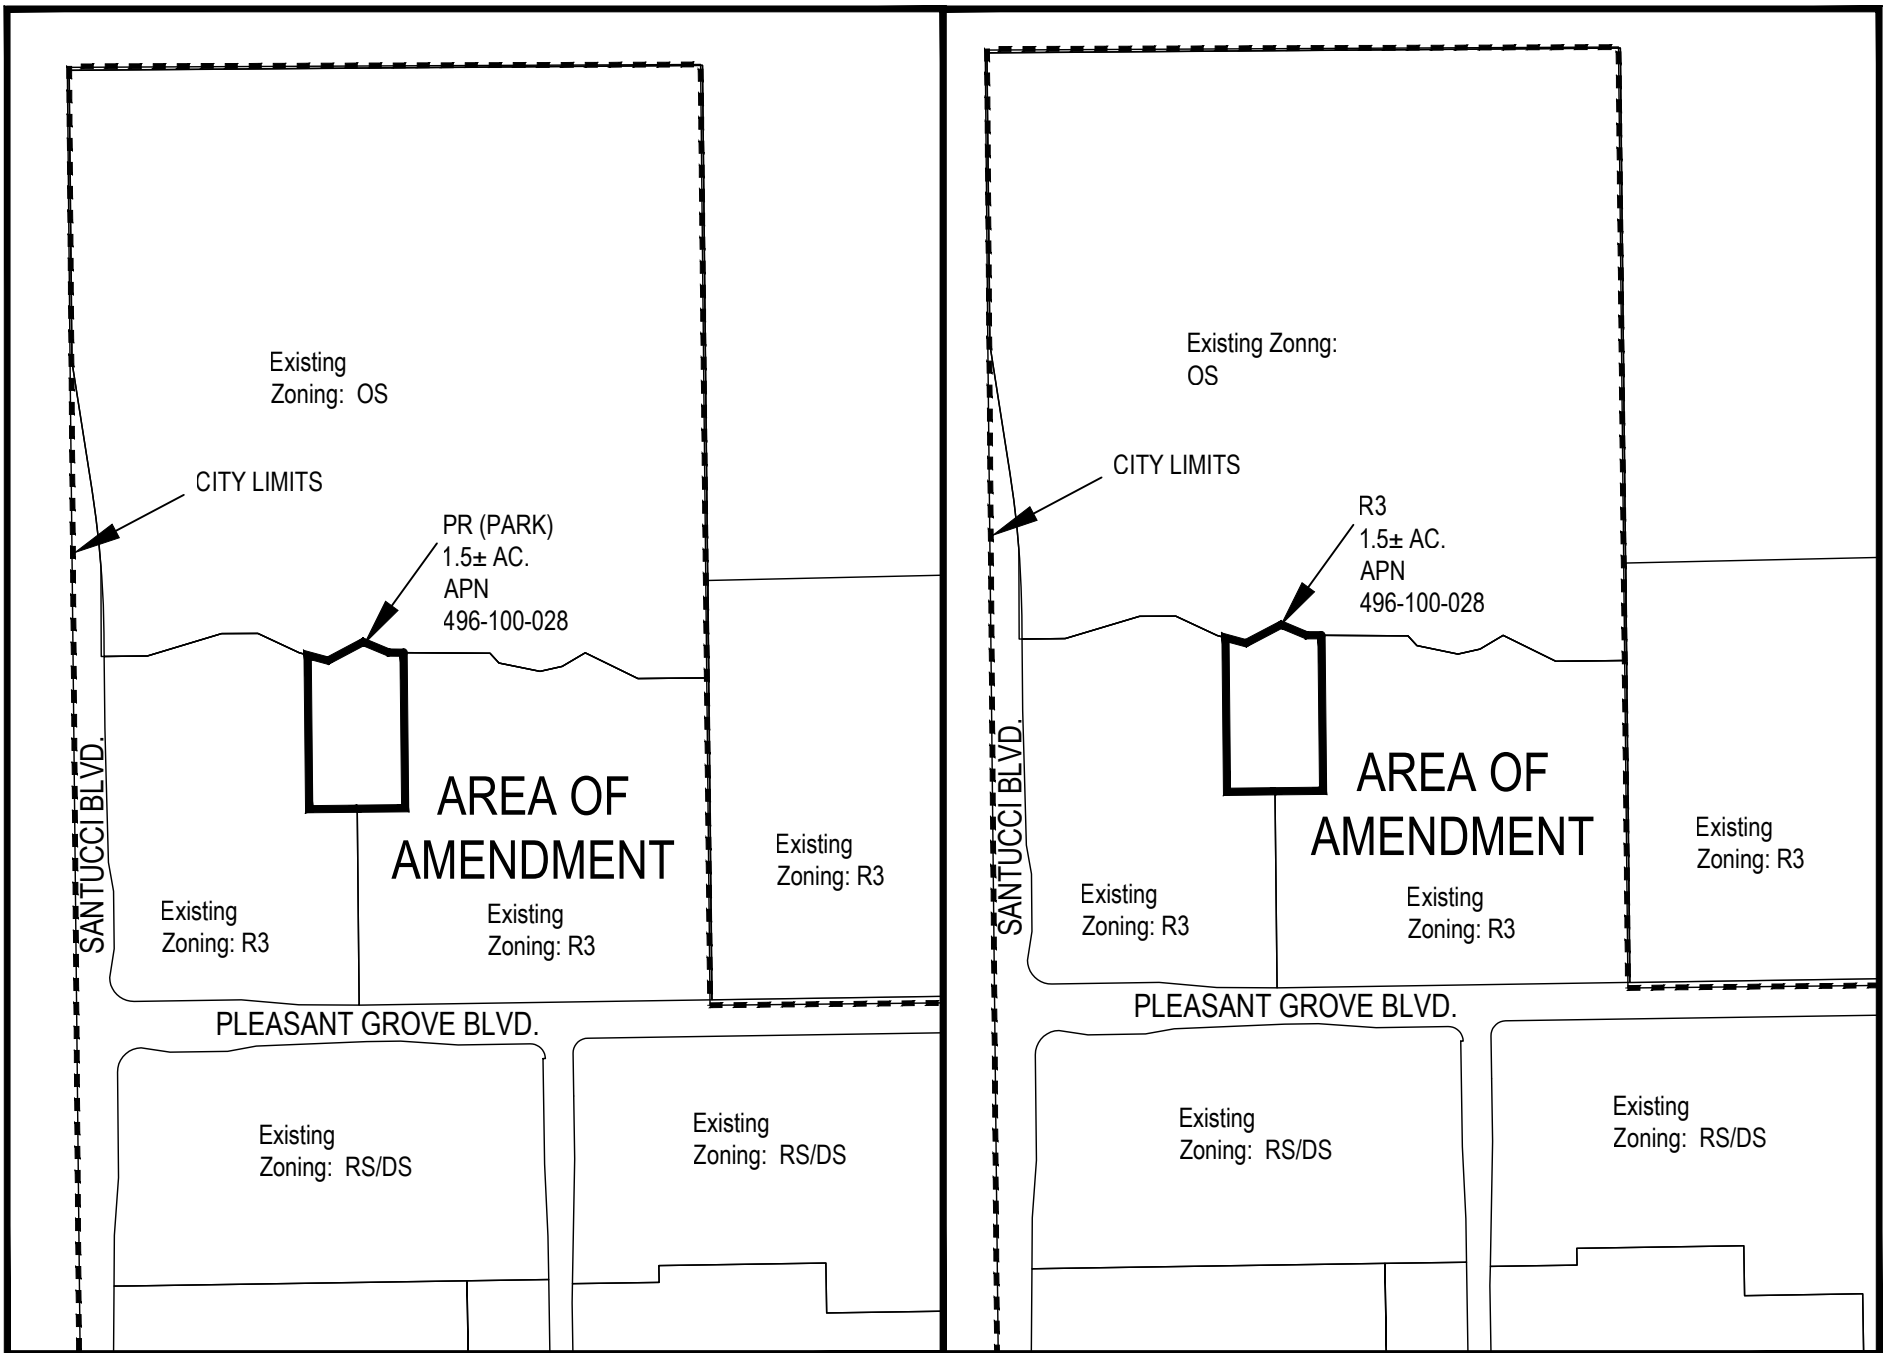 Existing
Zoning: OS
CITY LIMITS
PR (PARK)
1.5± AC.
APN
496-100-028
SANTUCCI BLVD.
AREA OF
AMENDMENT
Existing
Zoning: R3
Existing
Zoning: R3
Existing
Zoning: R3
PLEASANT GROVE BLVD.
Existing
Zoning: RS/DS
Existing
Zoning: RS/DS
Existing Zonng:
OS
CITY LIMITS
R3
1.5± AC.
APN
496-100-028
SANTUCCI BLVD.
AREA OF
AMENDMENT
Existing
Zoning: R3
Existing
Zoning: R3
Existing
Zoning: R3
PLEASANT GROVE BLVD.
Existing
Zoning: RS/DS
Existing
Zoning: RS/DS